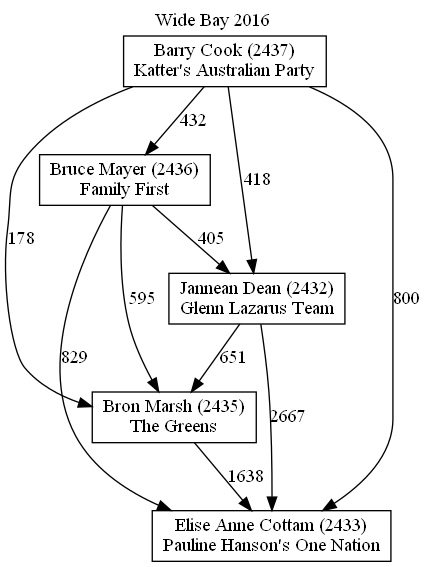 Wide Bay 2016
Barry Cook (2437)
Katter's Australian Party
432
Bruce Mayer (2436)
Family First
418
178
405
Jannean Dean (2432)
Glenn Lazarus Team
595
800
829
651
Bron Marsh (2435)
The Greens
2667
1638
Elise Anne Cottam (2433)
Pauline Hanson's One Nation